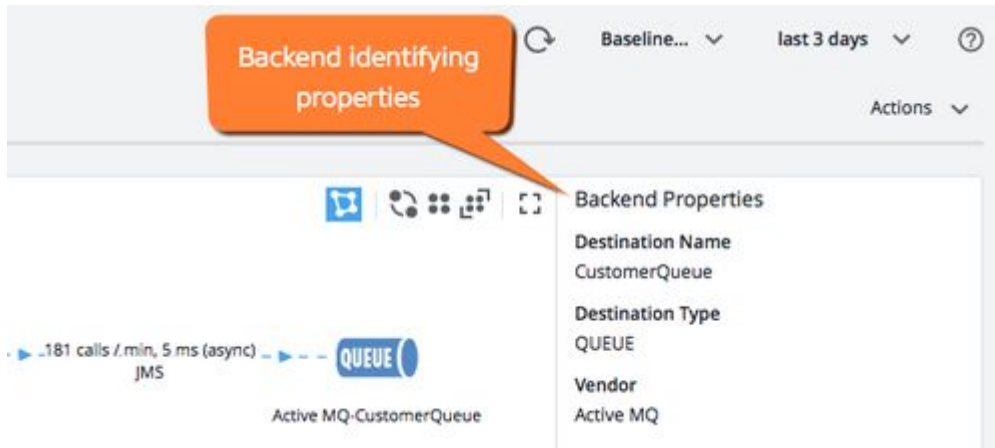 Backend identifying
properties
Baseline...
last 3 days
Actions
Backend Properties
Destination Name
CustomerQueue
Destination Type
QUEUE
Vendor
Active MQ
181 calls / min, 5 ms (async)
JMS
QUEUE
Active MQ-CustomerQueue